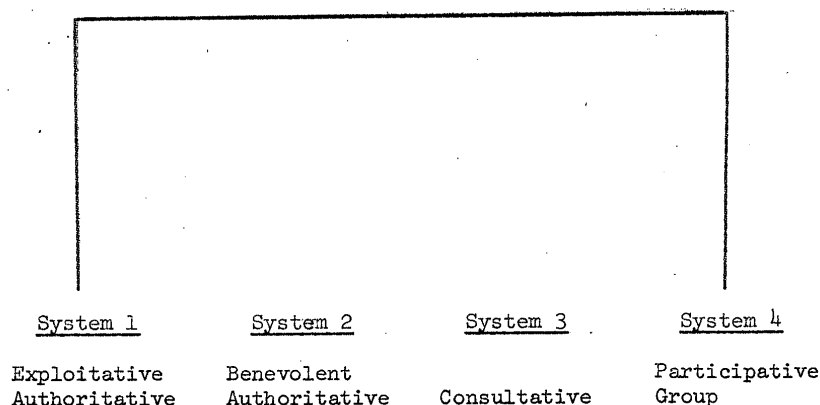 System 1 System 2 System 3 System 4
Exploitative Benevolent Participative
Authoritative Authoritative Consultative Group